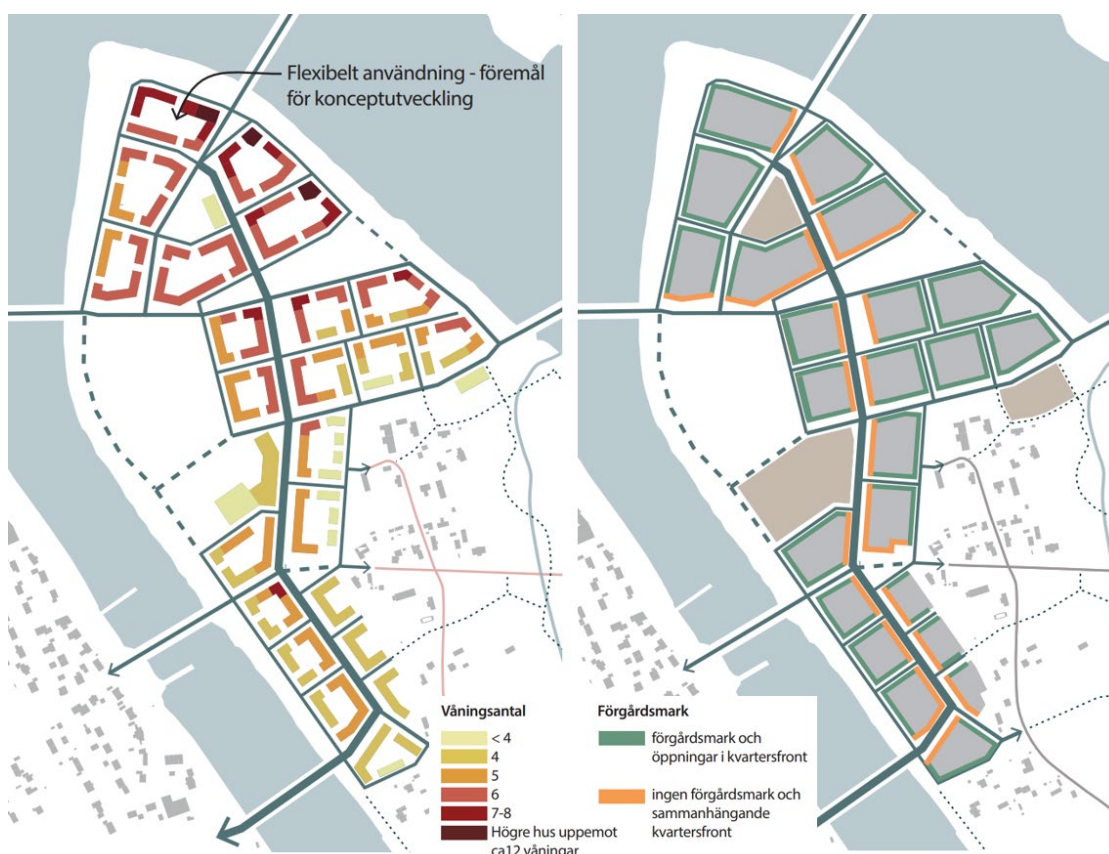 Flexibelt användning - föremål
för konceptutveckling
Våningsantal
< 4
4
5
6
7-8
Högre hus uppemot
ca12 våningar
Förgårdsmark
förgårdsmark och
öppningar i kvartersfront
ingen förgårdsmark och
sammanhängande
kvartersfront